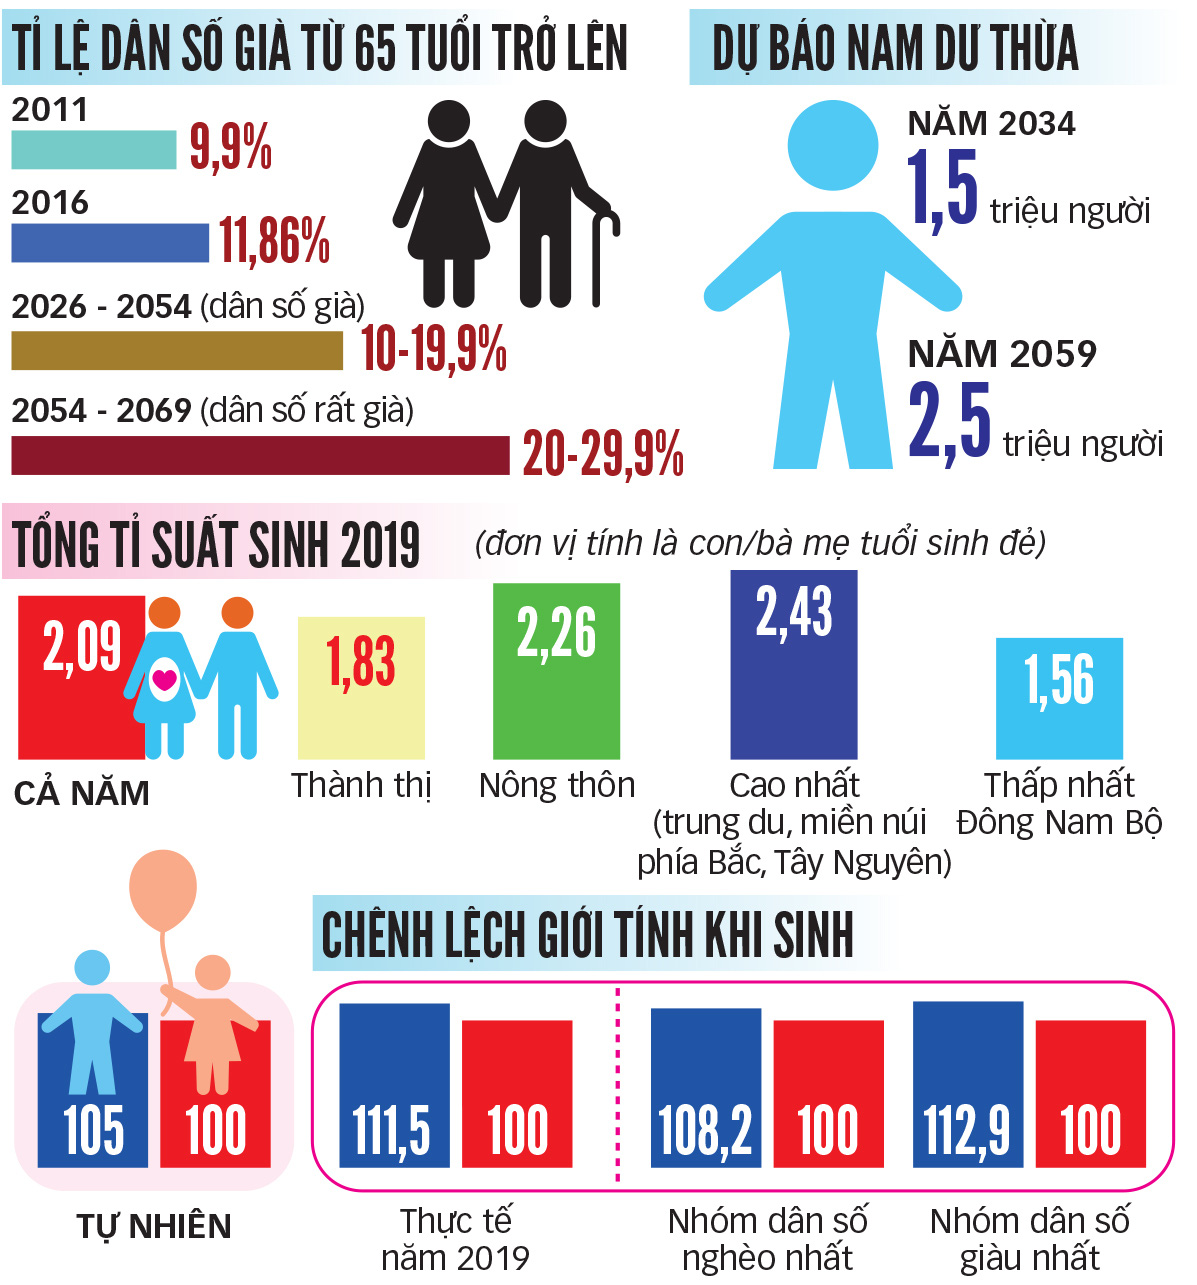 TỈ LỆ DÂN SỐ GIÀ TỪ 65 TUỔI TRỞ LÊN
2011
9,9%
2016
11,86%
2026 - 2054 (dân số già)
10-19,9%
2054 - 2069 (dân số rất già)
20-29,9%
DỰ BÁO NAM DƯ THỪA
NĂM 2034
1,5 triệu người
NĂM 2059
2,5 triệu người
TỔNG TỈ SUẤT SINH 2019 (đơn vị tính là con/bà mẹ tuổi sinh đẻ)
2,09
CẢ NĂM
1,83
Thành thị
2,26
Nông thôn
2,43
Cao nhất
(trung du, miền núi
phía Bắc, Tây Nguyên)
1,56
Thấp nhất
Đông Nam Bộ
CHÊNH LỆCH GIỚI TÍNH KHI SINH
105 100
TỰ NHIÊN
111,5 100
Thực tế
năm 2019
108,2 100
Nhóm dân số
nghèo nhất
112,9 100
Nhóm dân số
giàu nhất